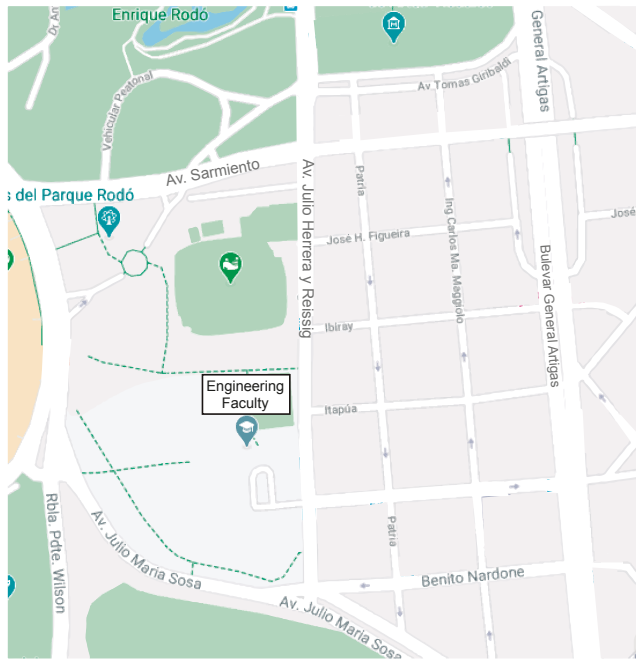 Enrique Rodó
General Artigas
Av Tomas Giribaldi
Vehicular Peatonal
Av. Sarmiento
s del Parque Rodó
Av. Julio Herrera y Reissig
Patria
Ing Carlos Ma. Maggiolo
José H. Figueira
José
Bulevar General Artigas
Ibiray
Engineering
Faculty
Itapúa
Rbla. Pdte. Wilson
Av. Julio Maria Sosa
Patria
Benito Nardone
Av. Julio Maria Sosa